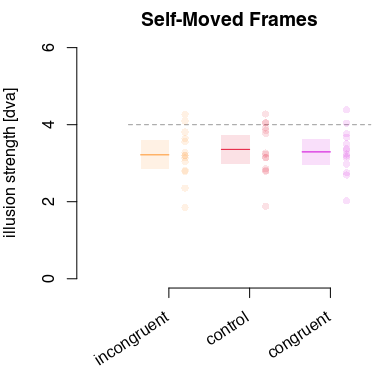 Self-Moved Frames
illusion strength [dva]
6
4
2
0
incongruent
control
congruent